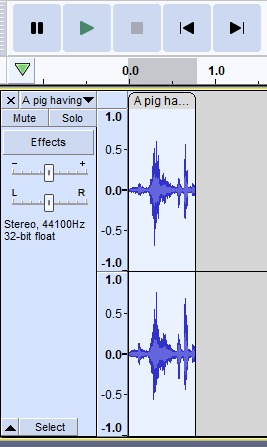 0.0 1.0
× A pig having▼ A pig ha...
Mute Solo
Effects
- +
L R
Stereo, 44100Hz
32-bit float
Select
1.0
0.5
0.0
-0.5
-1.0
1.0
0.5
0.0
-0.5
-1.0